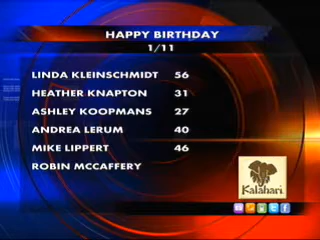 HAPPY BIRTHDAY
1/11
LINDA KLEINSCHMIDT 56
HEATHER KNAPTON 31
ASHLEY KOOPMANS 27
ANDREA LERUM 40
MIKE LIPPERT 46
ROBIN MCCAFFERY
Kalahari